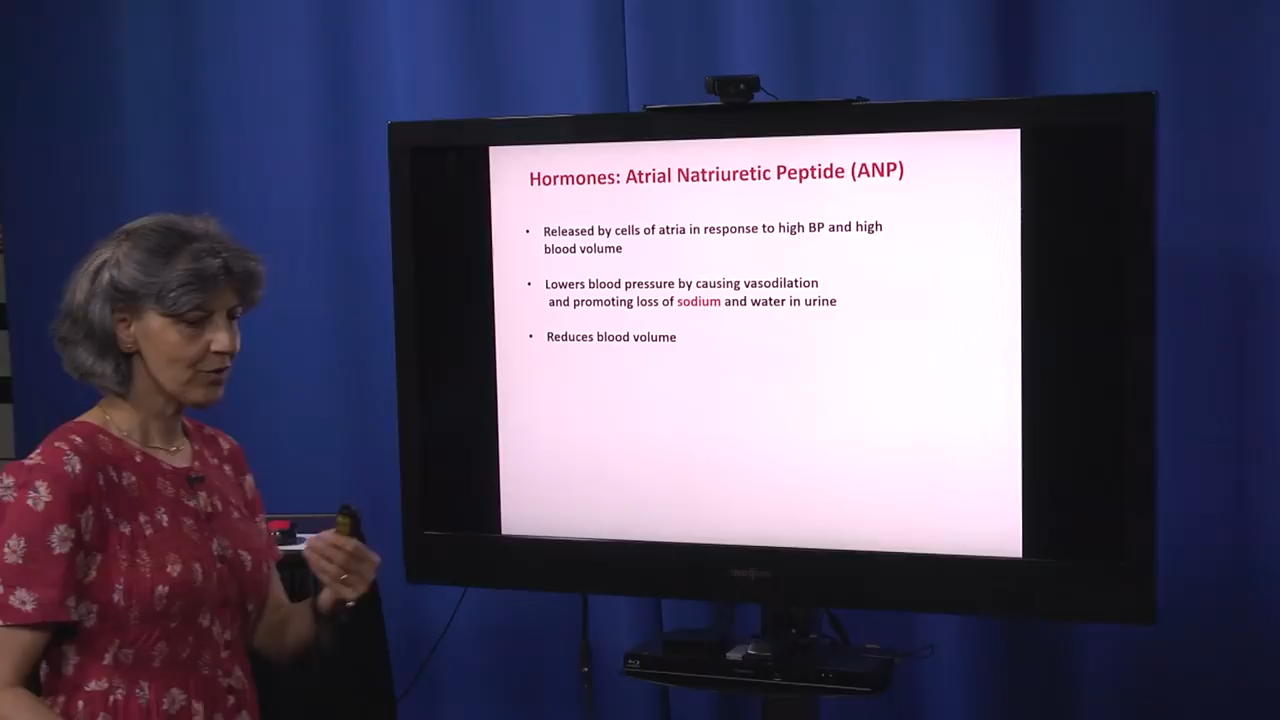 Hormones: Atrial Natriuretic Peptide (ANP)
• Released by cells of atria in response to high BP and high
blood volume
• Lowers blood pressure by causing vasodilation
and promoting loss of sodium and water in urine
• Reduces blood volume